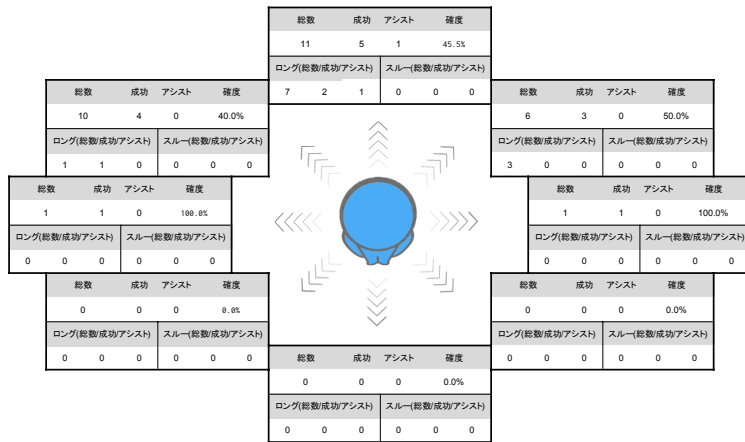 総数 成功 アシスト 確度
11 5 1 45.5%
ロング(総数/成功/アシスト) スルー(総数/成功/アシスト)
7 2 1 0 0 0
総数 成功 アシスト 確度
10 4 0 40.0%
ロング(総数/成功/アシスト) スルー(総数/成功/アシスト)
1 1 0 0 0 0
総数 成功 アシスト 確度
6 3 0 50.0%
ロング(総数/成功/アシスト) スルー(総数/成功/アシスト)
3 0 0 0 0 0
総数 成功 アシスト 確度
1 1 0 100.0%
ロング(総数/成功/アシスト) スルー(総数/成功/アシスト)
0 0 0 0 0 0
総数 成功 アシスト 確度
1 1 0 100.0%
ロング(総数/成功/アシスト) スルー(総数/成功/アシスト)
0 0 0 0 0 0
総数 成功 アシスト 確度
0 0 0 0.0%
ロング(総数/成功/アシスト) スルー(総数/成功/アシスト)
0 0 0 0 0 0
総数 成功 アシスト 確度
0 0 0 0.0%
ロング(総数/成功/アシスト) スルー(総数/成功/アシスト)
0 0 0 0 0 0
総数 成功 アシスト 確度
0 0 0 0.0%
ロング(総数/成功/アシスト) スルー(総数/成功/アシスト)
0 0 0 0 0 0